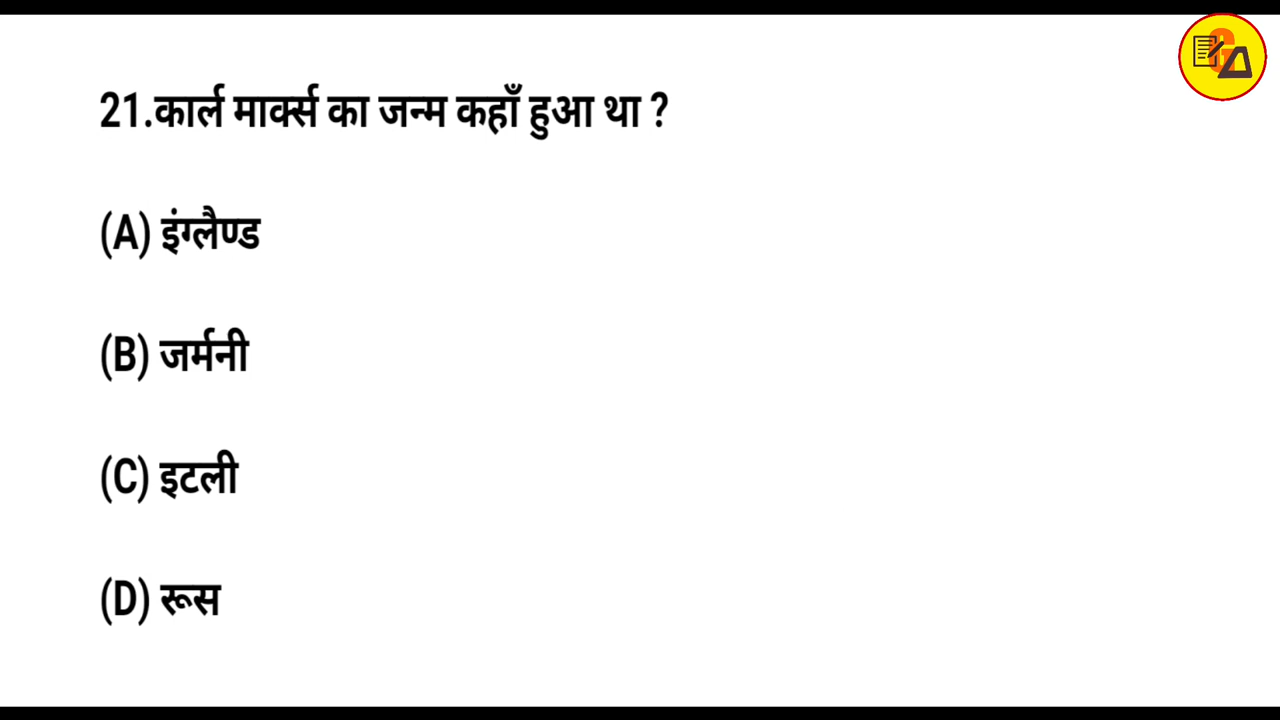 21.कार्ल मार्क्स का जन्म कहाँ हुआ था ?
(A) इंग्लैण्ड
(B) जर्मनी
(C) इटली
(D) रूस